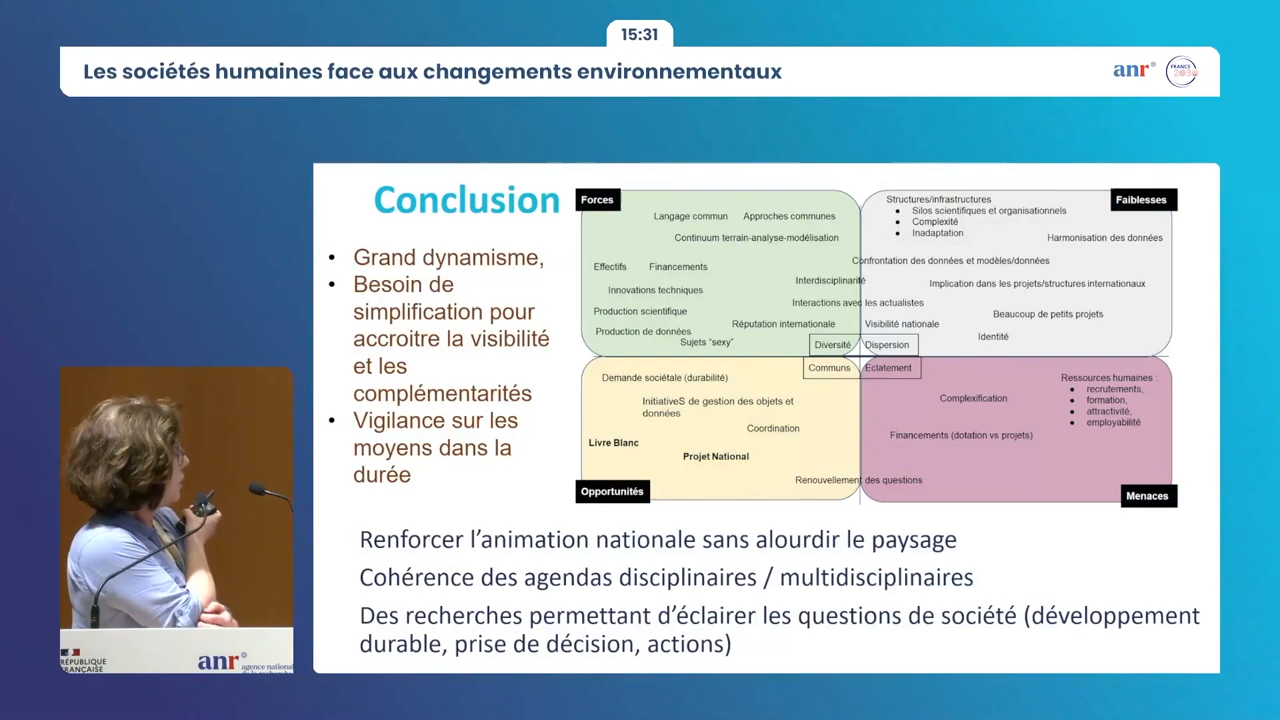 15:31
Les sociétés humaines face aux changements environnementaux
anr
FRANCE
2030
Conclusion
• Grand dynamisme,
• Besoin de
simplification pour
accroitre la visibilité
et les
complémentarités
• Vigilance sur les
moyens dans la
durée
Forces
Langage commun Approches communes
Continuum terrain-analyse-modélisation
Effectifs Financements
Interdisciplinarité
Innovations techniques
Interactions avec les actualistes
Production scientifique
Réputation internationale
Production de données
Sujets “sexy”
Diversité
Faiblesses
Structures/infrastructures
• Silos scientifiques et organisationnels
• Complexité
• Inadaptation
Harmonisation des données
Confrontation des données et modèles/données
Implication dans les projets/structures internationaux
Beaucoup de petits projets
Visibilité nationale
Identité
Dispersion
Communs
Demande sociétale (durabilité)
InitiativeS de gestion des objets et
données
Coordination
Livre Blanc
Projet National
Renouvellement des questions
Opportunités
Eclatement
Ressources humaines :
• recrutements,
• formation,
• attractivité,
• employabilité
Complexification
Financements (dotation vs projets)
Menaces
Renforcer l’animation nationale sans alourdir le paysage
Cohérence des agendas disciplinaires / multidisciplinaires
Des recherches permettant d’éclairer les questions de société (développement
durable, prise de décision, actions)
RÉPUBLIQUE
FRANÇAISE
anr
agence national
de la recherche